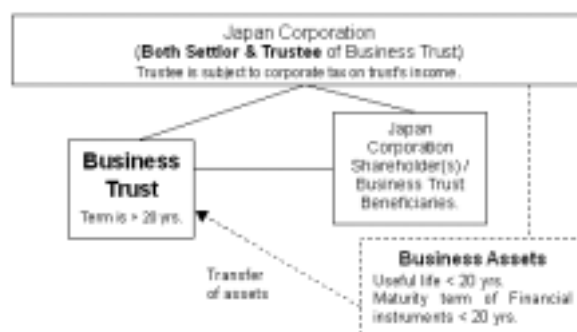 Japan Corporation
(Both Settlor & Trustee of Business Trust)
Trustee is subject to corporate tax on trust's income.
Japan
Corporation
Shareholder(s) /
Business Trust
Beneficiaries.
Business
Trust
Term is > 20 yrs.
Transfer
of assets
Business Assets
Useful life < 20 yrs.
Maturity term of Financial
instruments < 20 yrs.